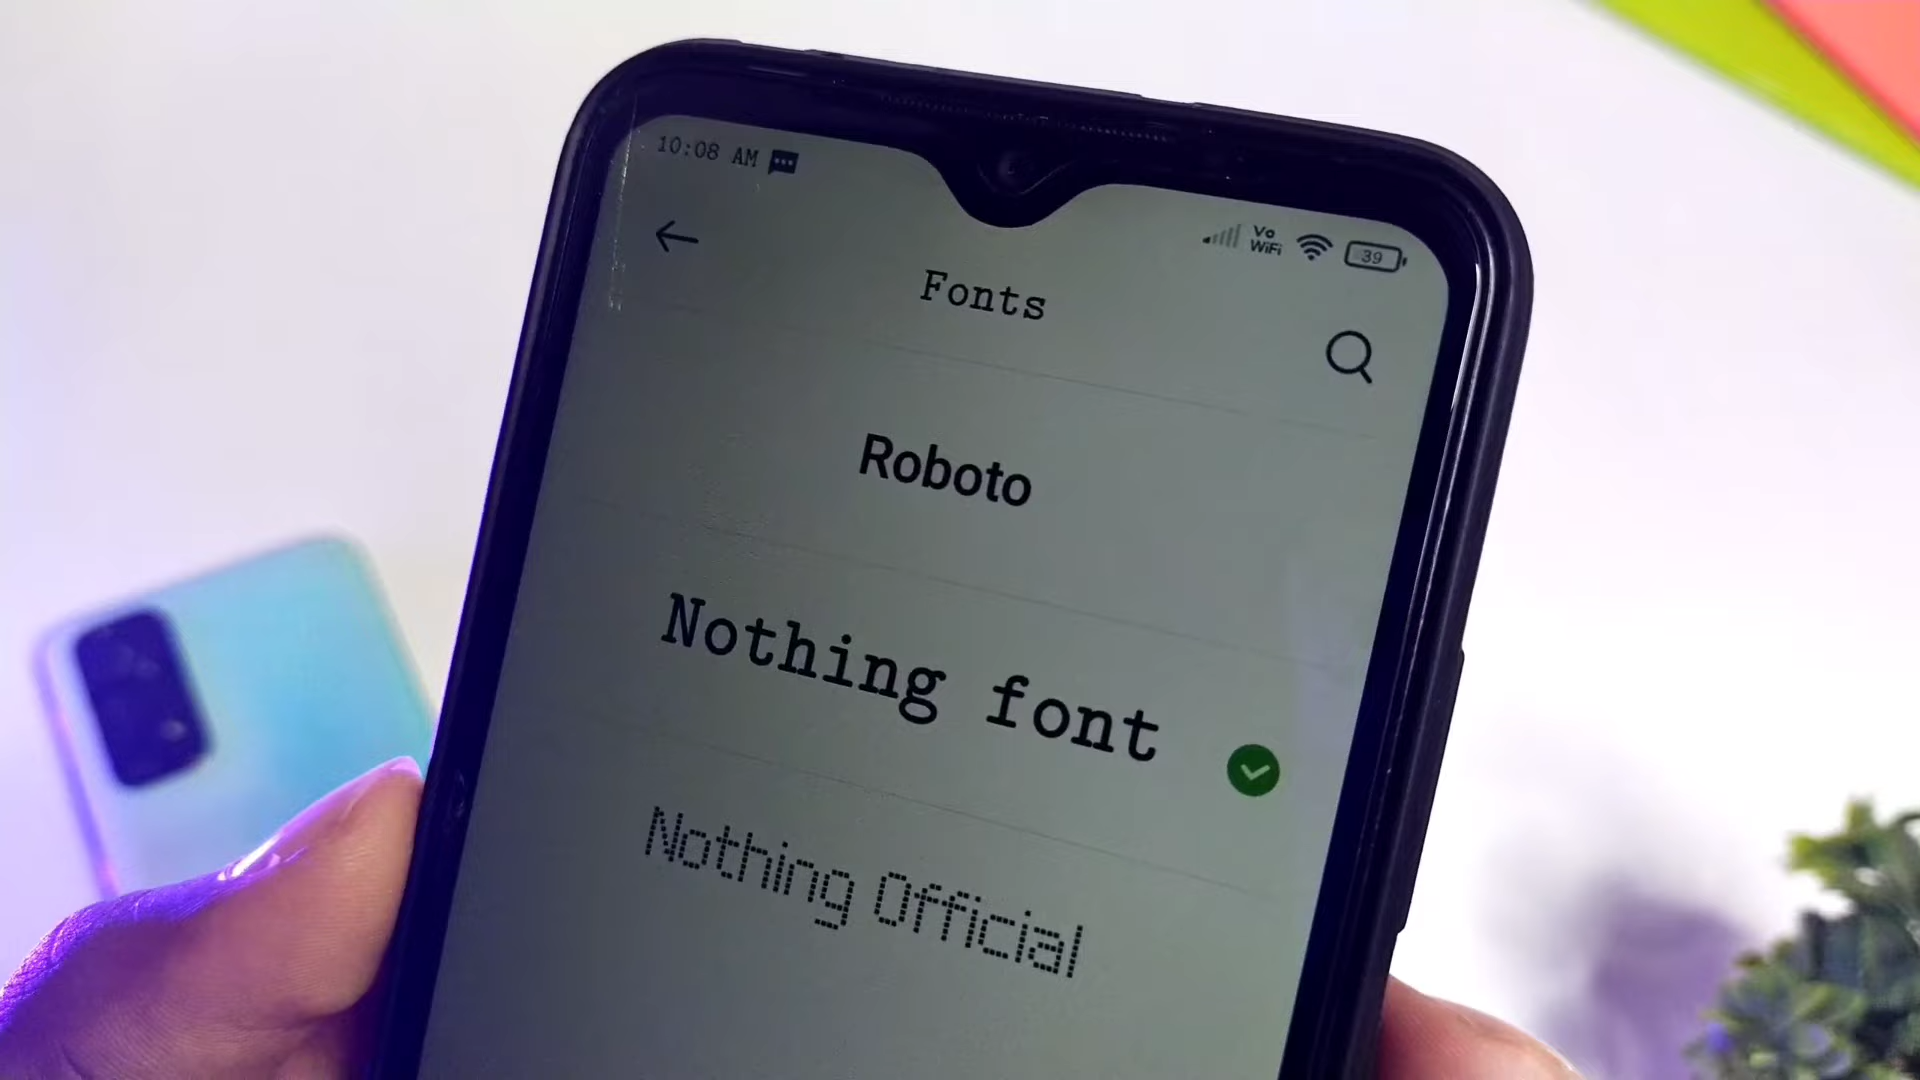 10:08 AM
Vo
WiFi
39
Fonts
Roboto
Nothing font
Nothing Official